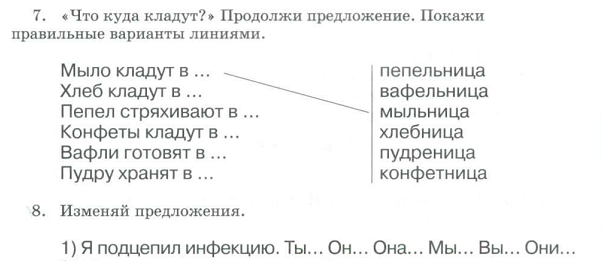 7. «Что куда кладут?» Продолжи предложение. Покажи
правильные варианты линиями.
Мыло кладут в ...
Хлеб кладут в ...
Пепел стряхивают в ...
Конфеты кладут в ...
Вафли готовят в ...
Пудру хранят в ...
пепельница
вафельница
мыльница
хлебница
пудреница
конфетница
8. Изменяй предложения.
1) Я подцепил инфекцию. Ты... Он... Она... Мы... Вы... Они...